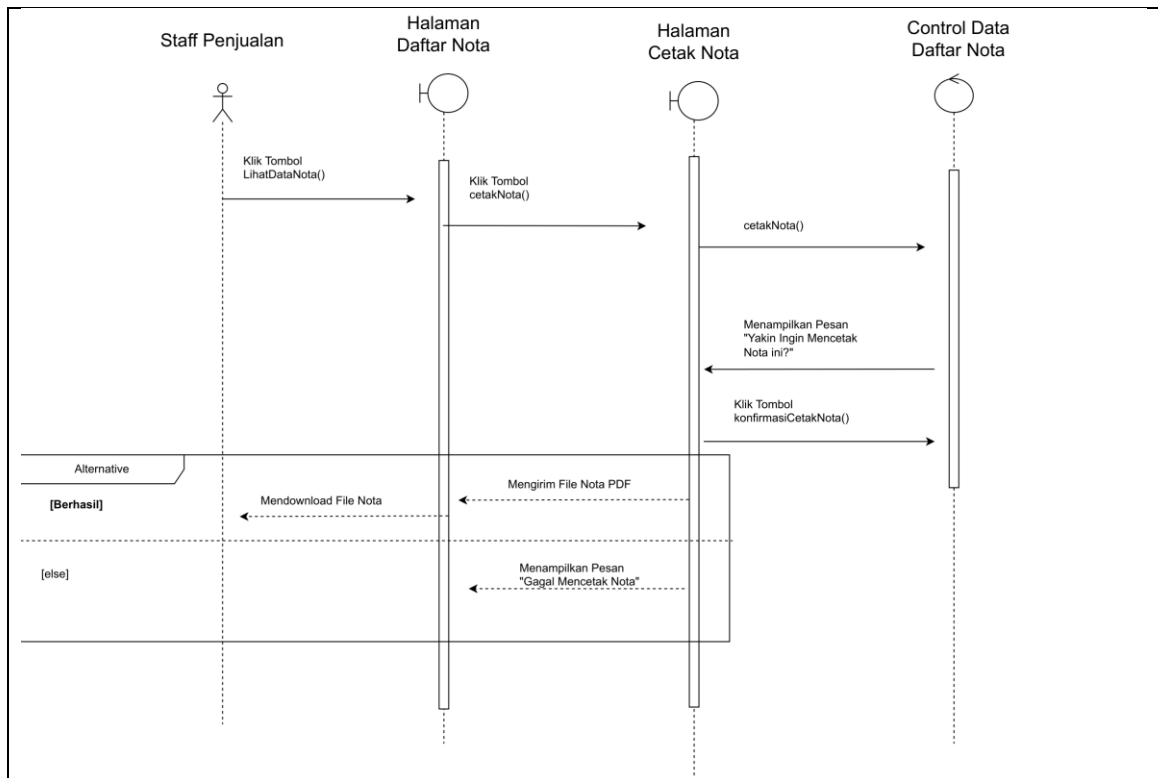 Staff Penjualan
Halaman
Daftar Nota
Halaman
Cetak Nota
Control Data
Daftar Nota
Klik Tombol
LihatDataNota()
Klik Tombol
cetakNota()
cetakNota()
Menampilkan Pesan
"Yakin Ingin Mencetak
Nota ini?"
Klik Tombol
konfirmasiCetakNota()
Alternative
[Berhasil]
Mengirim File Nota PDF
Mendownload File Nota
[else]
Menampilkan Pesan
"Gagal Mencetak Nota"